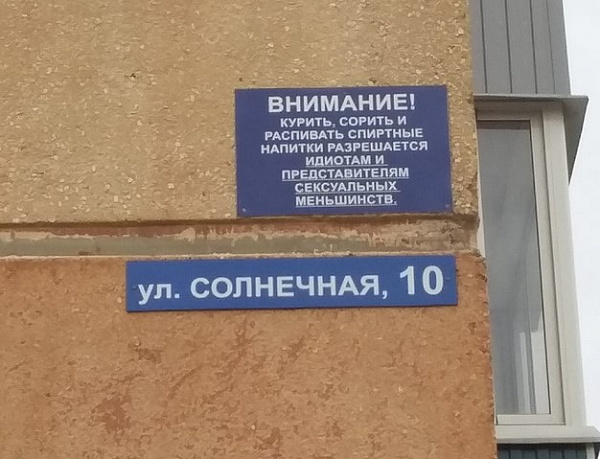 ВНИМАНИЕ!
КУРИТЬ, СОРИТЬ И
РАСПИВАТЬ СПИРТНЫЕ
НАПИТКИ РАЗРЕШАЕТСЯ
ИДИОТАМ И
ПРЕДСТАВИТЕЛЯМ
СЕКСУАЛЬНЫХ
МЕНЬШИНСТВ.
ул. СОЛНЕЧНАЯ, 10